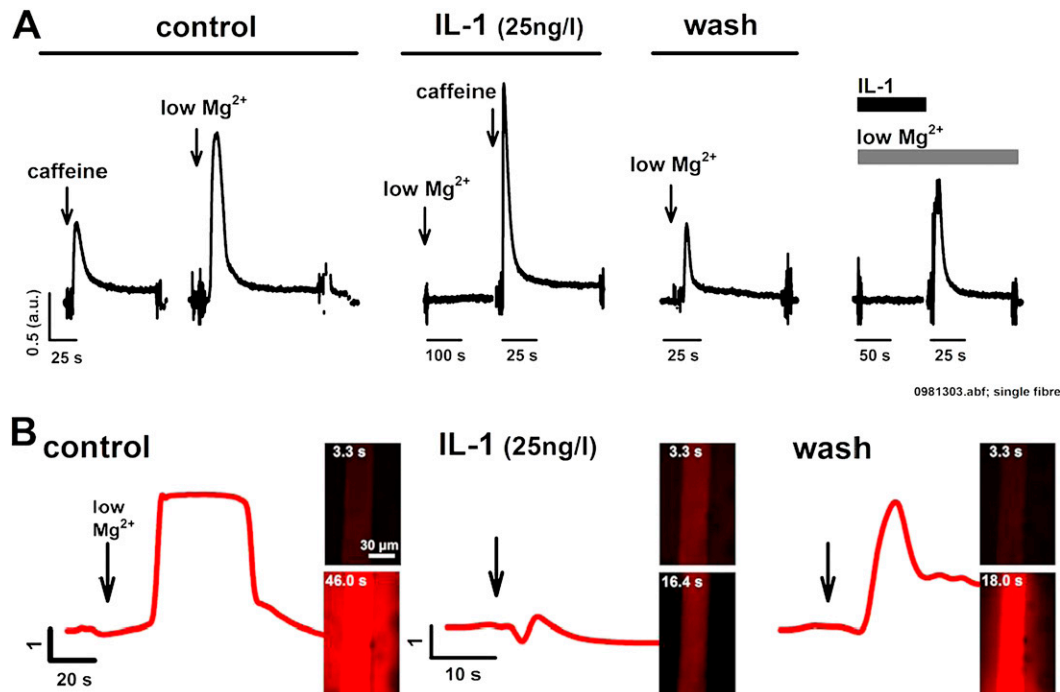 A
control
IL-1 (25ng/l)
wash
caffeine
low Mg²⁺
low Mg²⁺
caffeine
low Mg²⁺
IL-1
low Mg²⁺
0.5 (a.u.)
25 s
100 s
25 s
25 s
50 s
25 s
0981303.abf; single fibre
B
control
IL-1 (25ng/l)
wash
low
Mg²⁺
3.3 s
30 µm
46.0 s
3.3 s
16.4 s
3.3 s
18.0 s
1
20 s
1
10 s